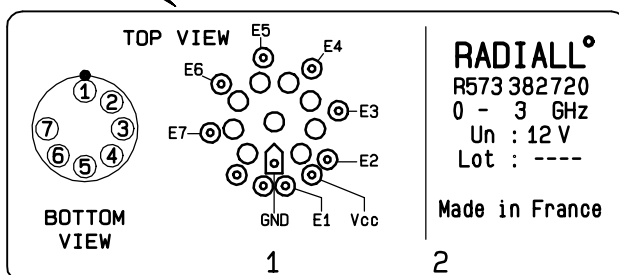 TOP VIEW
E5
E4
E6
E3
E7
E2
GND
E1
Vcc
1
2
3
4
5
6
7
BOTTOM
VIEW
RADIALL°
R573 382720
0 - 3 GHz
Un : 12 V
Lot : ----
Made in France
1
2